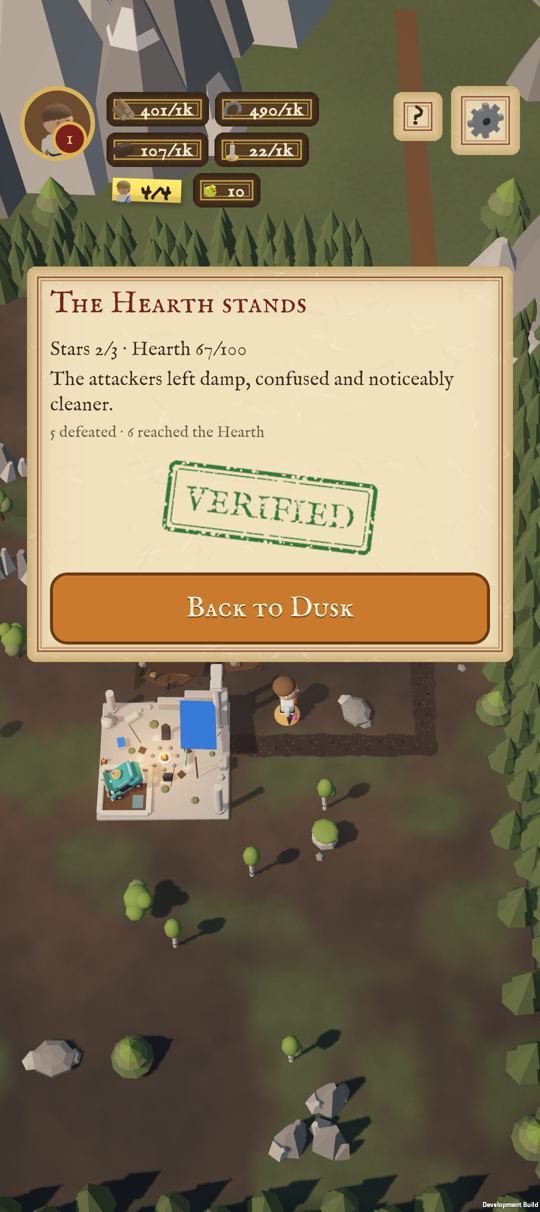 401/1k
490/1k
?
107/1k
22/1k
1
4/4
10
The Hearth stands
Stars 2/3 · Hearth 67/100
The attackers left damp, confused and noticeably
cleaner.
5 defeated · 6 reached the Hearth
VERIFIED
Back to Dusk
Development Build